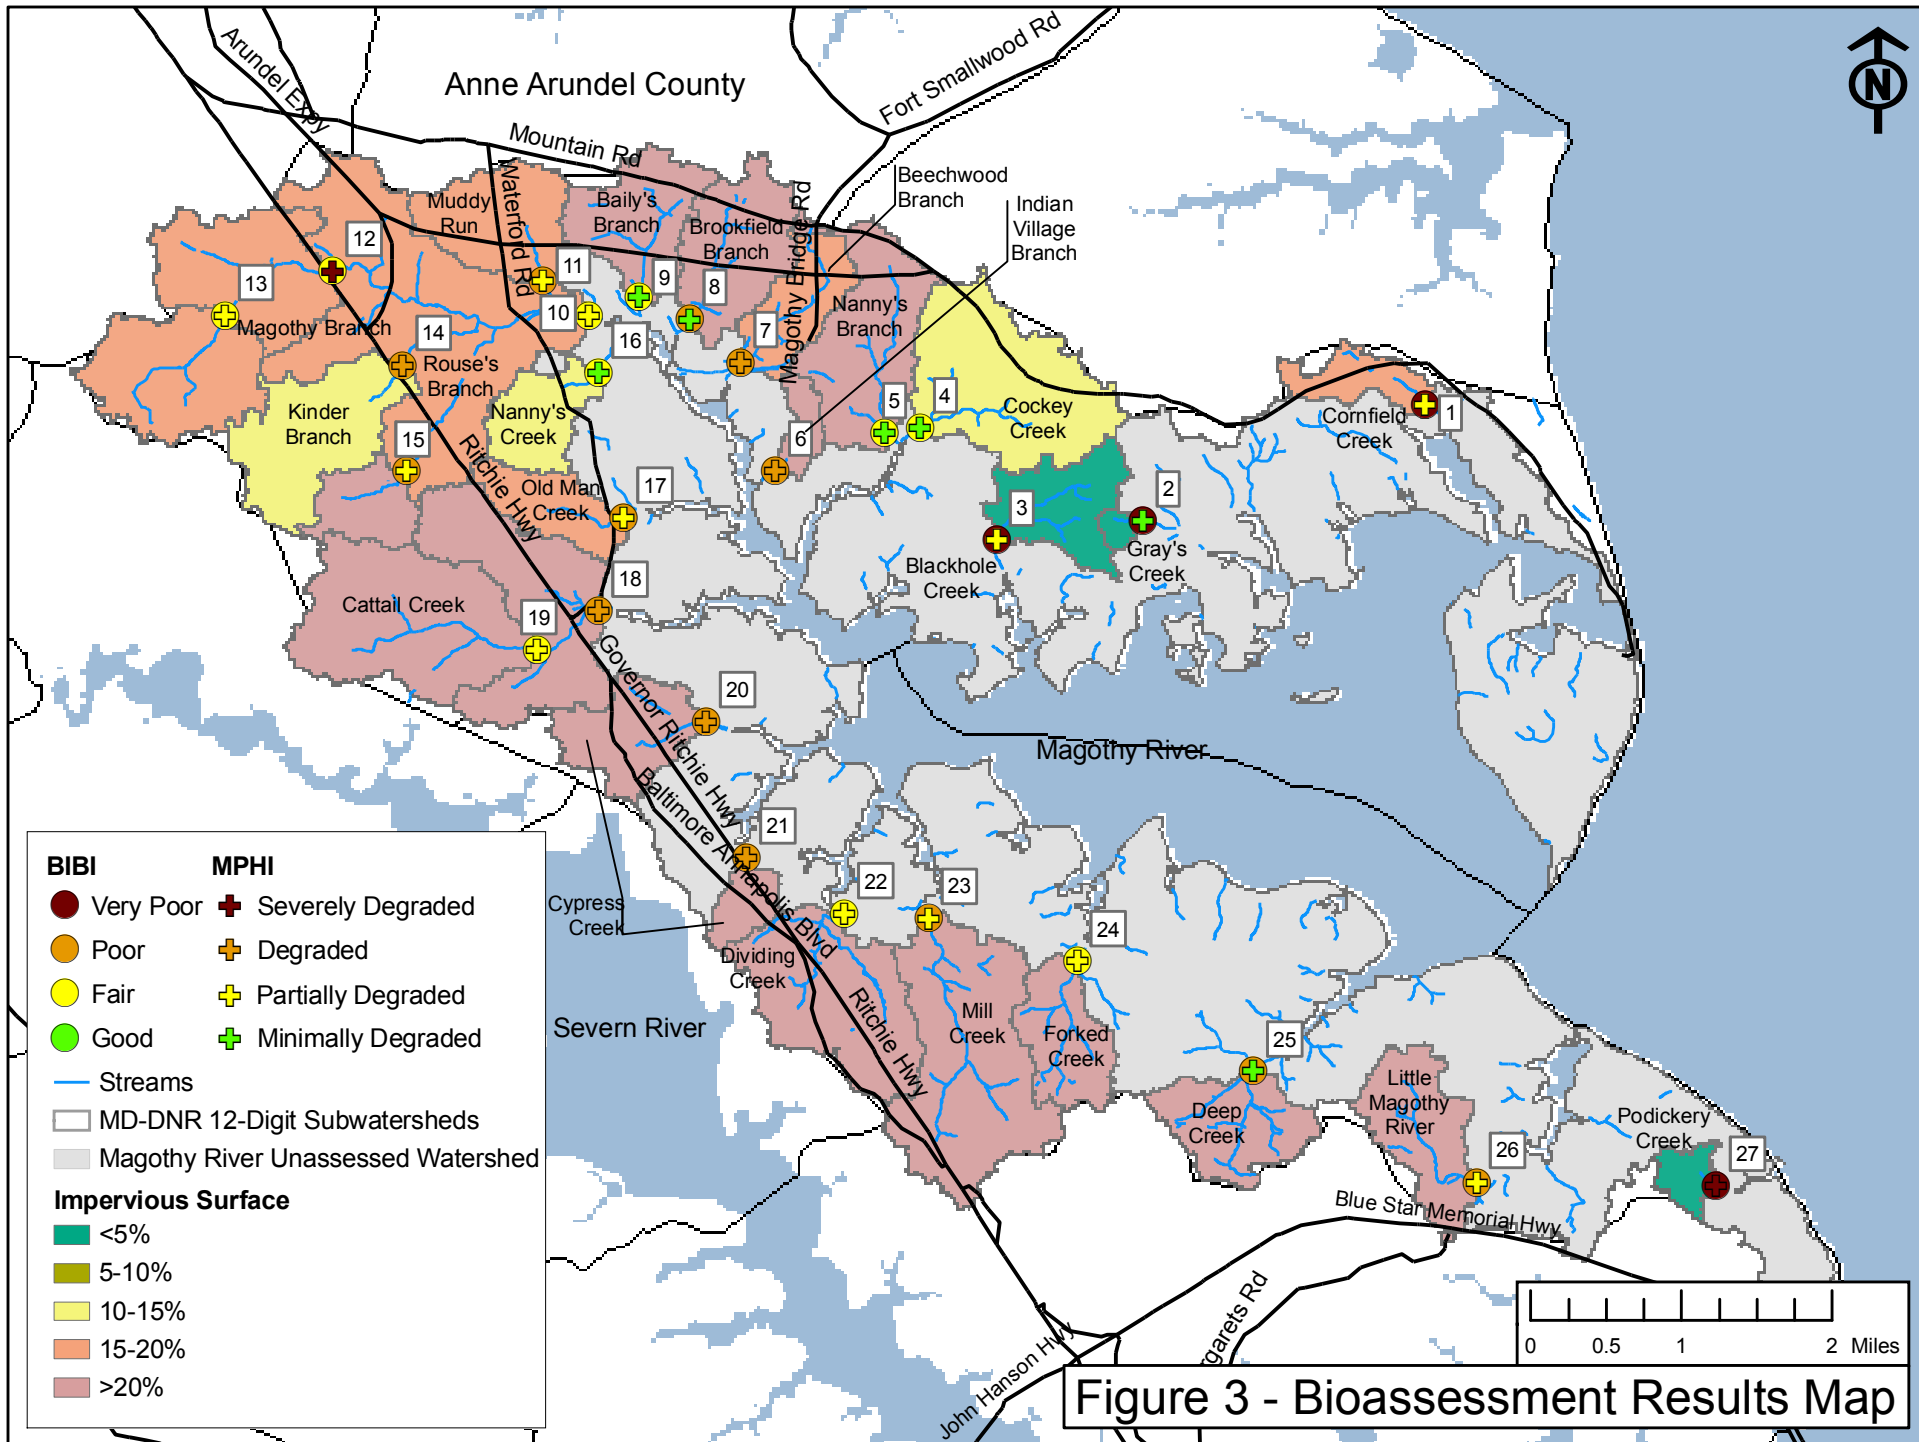 Arundel Expy
Anne Arundel County
Fort Smallwood Rd
N
Mountain Rd
Waterford Rd
Muddy
Run
Baily's
Branch
Brookfield
Branch
Magothy Bridge Rd
Beechwood
Branch
Indian
Village
Branch
12
11
9
8
13
10
7
Magothy Branch
14
16
Nanny's
Branch
Rouse's
Branch
Kinder
Branch
Nanny's
Creek
5
4
Cockey
Creek
Cornfield
Creek
1
15
6
Ritchie Hwy
Old Man
Creek
17
3
2
Blackhole
Creek
Gray's
Creek
18
Cattail Creek
19
Governor Ritchie Hwy
20
Magothy River
Baltimore Annapolis Blvd
21
22
23
24
Cypress
Creek
Dividing
Creek
Ritchie Hwy
Mill
Creek
Forked
Creek
25
Severn River
Deep
Creek
Little
Magothy
River
Podickery
Creek
26
27
Blue Star Memorial Hwy
John Hanson Hwy
rgarets Rd
BIBI MPHI
Very Poor Severely Degraded
Poor Degraded
Fair Partially Degraded
Good Minimally Degraded
Streams
MD-DNR 12-Digit Subwatersheds
Magothy River Unassessed Watershed
Impervious Surface
<5%
5-10%
10-15%
15-20%
>20%
0 0.5 1 2 Miles
Figure 3 - Bioassessment Results Map